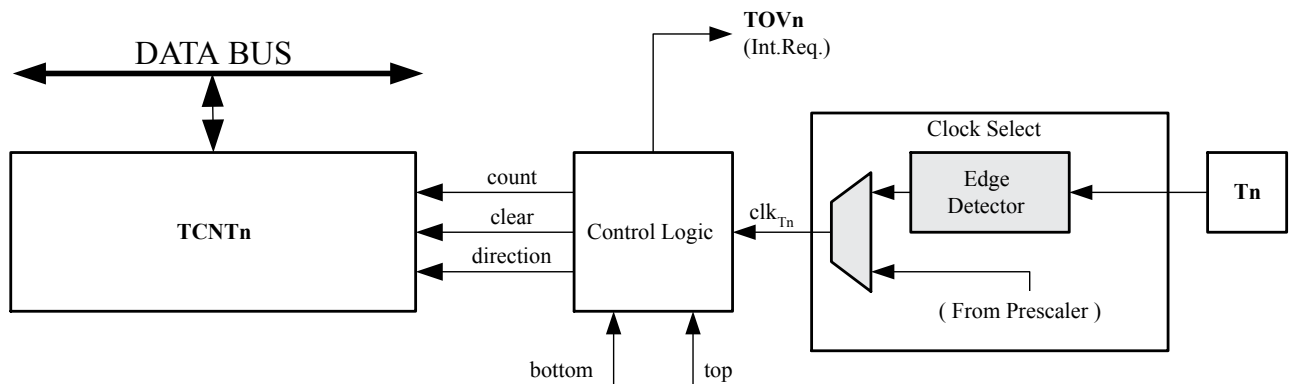 TOVn
(Int.Req.)
DATA BUS
Clock Select
count
clear
direction
TCNTn
Control Logic
clk_Tn
Edge
Detector
Tn
( From Prescaler )
bottom
top